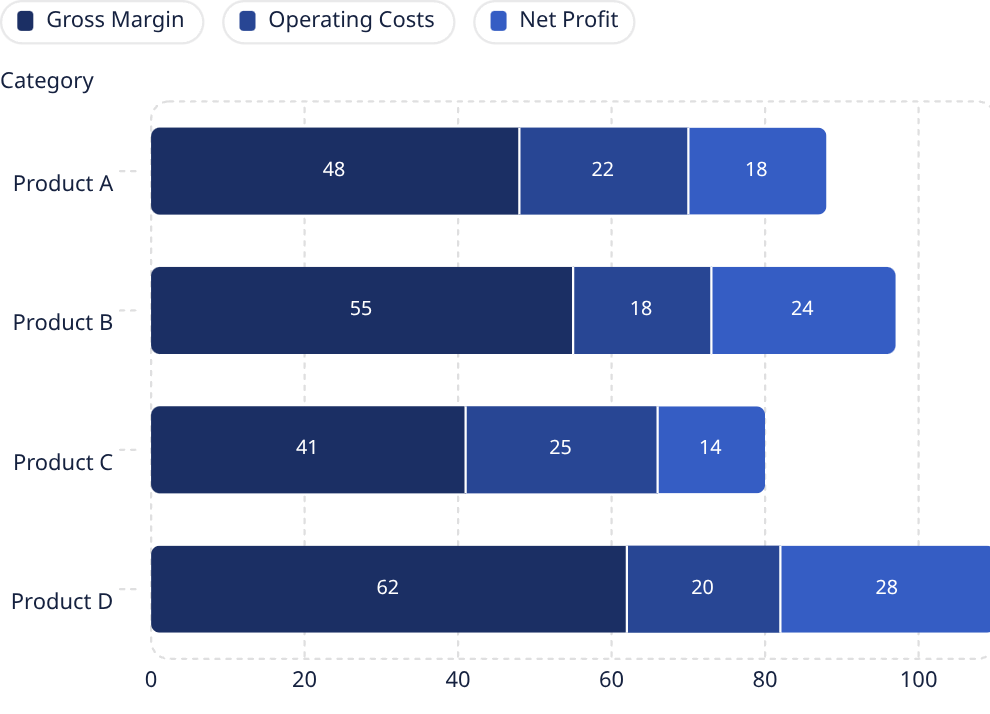 Gross Margin Operating Costs Net Profit
Category
Product A 48 22 18
Product B 55 18 24
Product C 41 25 14
Product D 62 20 28
0 20 40 60 80 100